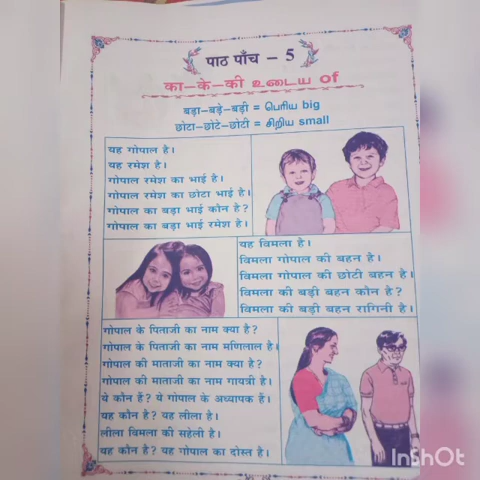 पाठ पाँच – 5
का–के–की உடைய of
बड़ा–बड़े–बड़ी = பெரிய big
छोटा–छोटे–छोटी = சிறிய small
यह गोपाल है।
यह रमेश है।
गोपाल रमेश का भाई है।
गोपाल रमेश का छोटा भाई है।
गोपाल का बड़ा भाई कौन है?
गोपाल का बड़ा भाई रमेश है।
यह विमला है।
विमला गोपाल की बहन है।
विमला गोपाल की छोटी बहन है।
विमला की बड़ी बहन कौन है?
विमला की बड़ी बहन रागिनी है।
गोपाल के पिताजी का नाम क्या है?
गोपाल के पिताजी का नाम मणिलाल है।
गोपाल की माताजी का नाम क्या है?
गोपाल की माताजी का नाम गायत्री है।
ये कौन हैं? ये गोपाल के अध्यापक हैं।
यह कौन है? यह लीला है।
लीला विमला की सहेली है।
यह कौन है? यह गोपाल का दोस्त है।
InShOt